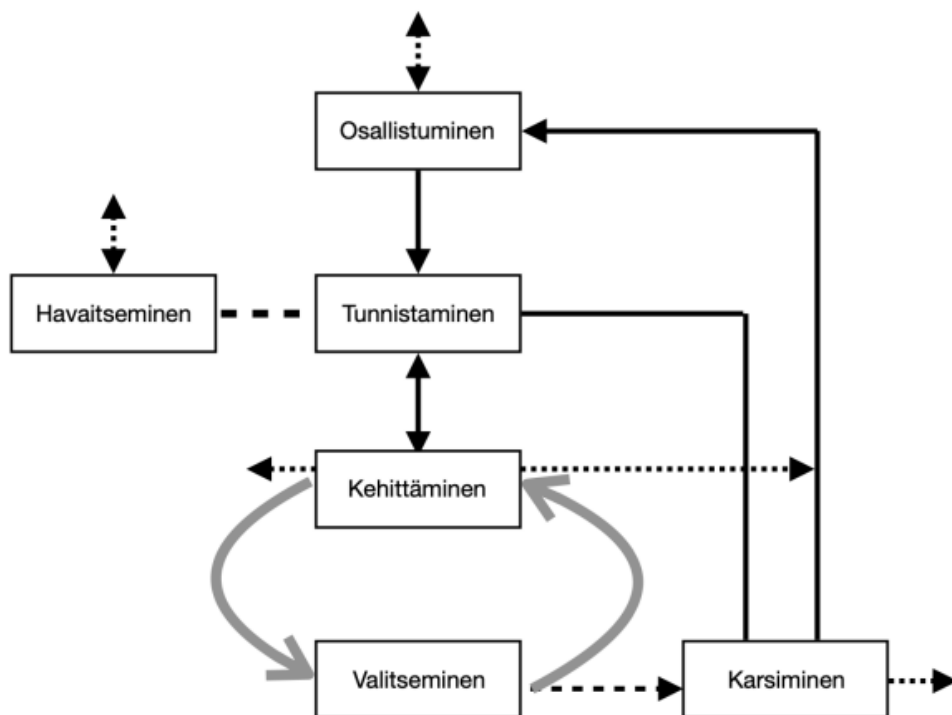 Osallistuminen
Havaitseminen
Tunnistaminen
Kehittäminen
Valitseminen
Karsiminen